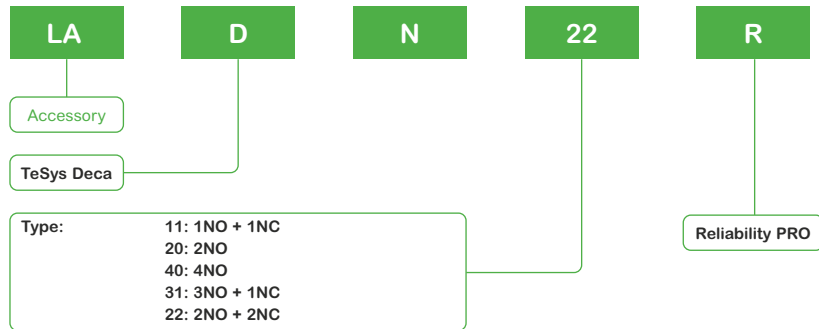 LA D N 22 R
Accessory
TeSys Deca
Type: 11: 1NO + 1NC
20: 2NO
40: 4NO
31: 3NO + 1NC
22: 2NO + 2NC
Reliability PRO